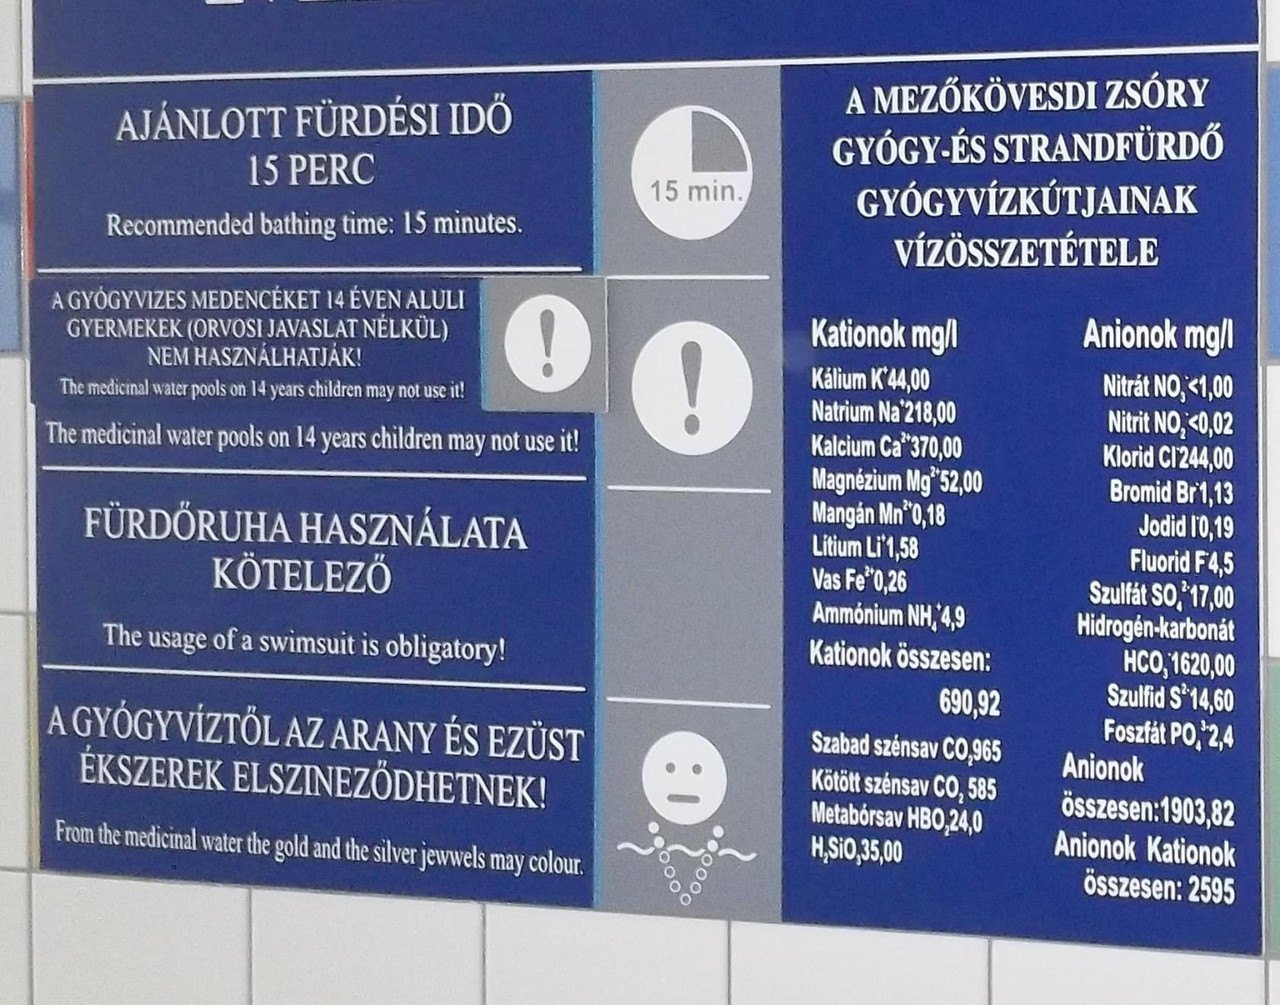 AJÁNLOTT FÜRDÉSI IDŐ
15 PERC
Recommended bathing time: 15 minutes.
15 min.
A GYÓGYVIZES MEDENCÉKET 14 ÉVEN ALULI
GYERMEKEK (ORVOSI JAVASLAT NÉLKÜL)
NEM HASZNÁLHATJÁK!
The medicinal water pools on 14 years children may not use it!
The medicinal water pools on 14 years children may not use it!
FÜRDŐRUHA HASZNÁLATA
KÖTELEZŐ
The usage of a swimsuit is obligatory!
A GYÓGYVÍZTŐL AZ ARANY ÉS EZÜST
ÉKSZEREK ELSZINEZŐDHETNEK!
From the medicinal water the gold and the silver jewwels may colour.
A MEZŐKÖVESDI ZSÓRY
GYÓGY-ÉS STRANDFÜRDŐ
GYÓGYVÍZKÚTJAINAK
VÍZÖSSZETÉTELE
Kationok mg/l
Kálium K⁺44,00
Natrium Na⁺218,00
Kalcium Ca²⁺370,00
Magnézium Mg²⁺52,00
Mangán Mn²⁺0,18
Lítium Li⁺1,58
Vas Fe²⁺0,26
Ammónium NH₄⁺4,9
Kationok összesen:
690,92
Szabad szénsav CO₂965
Kötött szénsav CO₂ 585
Metabórsav HBO₂24,0
H₂SiO₃35,00
Anionok mg/l
Nitrát NO₃⁻<1,00
Nitrit NO₂⁻<0,02
Klorid Cl⁻244,00
Bromid Br⁻1,13
Jodid I⁻0,19
Fluorid F⁻4,5
Szulfát SO₄²⁻17,00
Hidrogén-karbonát
HCO₃⁻1620,00
Szulfid S²⁻14,60
Foszfát PO₄³⁻2,4
Anionok
összesen:1903,82
Anionok Kationok
összesen: 2595